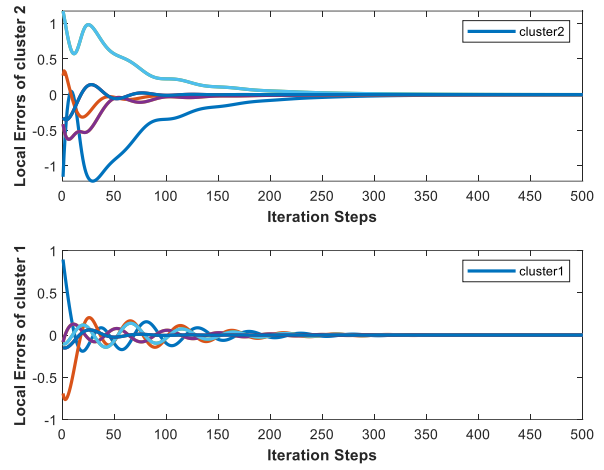 Local Errors of cluster 2
1
0.5
0
-0.5
-1
cluster2
0 50 100 150 200 250 300 350 400 450 500
Iteration Steps
Local Errors of cluster 1
1
0.5
0
-0.5
-1
cluster1
0 50 100 150 200 250 300 350 400 450 500
Iteration Steps